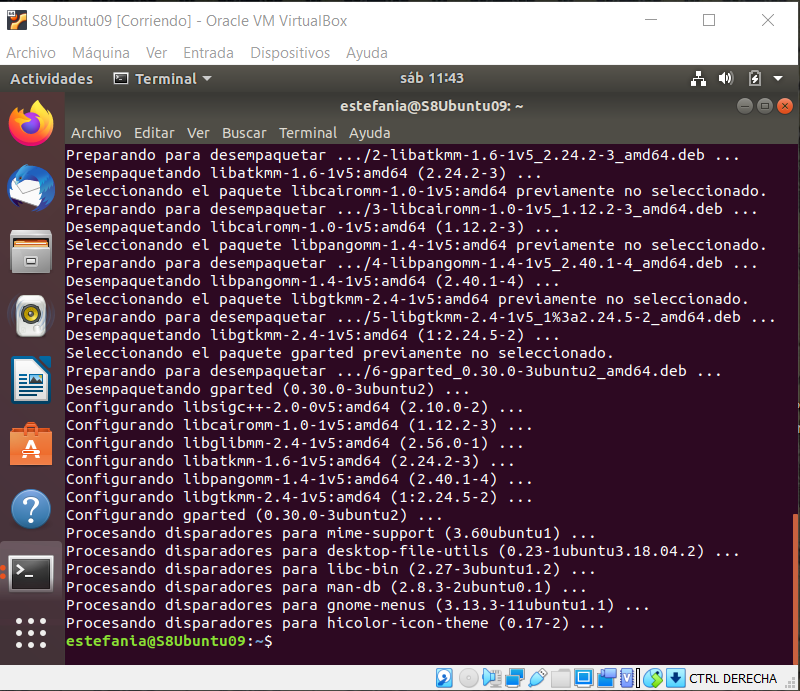 S8Ubuntu09 [Corriendo] - Oracle VM VirtualBox
Archivo Máquina Ver Entrada Dispositivos Ayuda
Actividades Terminal sáb 11:43
estefania@S8Ubuntu09: ~
Archivo Editar Ver Buscar Terminal Ayuda
Preparando para desempaquetar .../2-libatkmm-1.6-1v5_2.24.2-3_amd64.deb ...
Desempaquetando libatkmm-1.6-1v5:amd64 (2.24.2-3) ...
Seleccionando el paquete libcairomm-1.0-1v5:amd64 previamente no seleccionado.
Preparando para desempaquetar .../3-libcairomm-1.0-1v5_1.12.2-3_amd64.deb ...
Desempaquetando libcairomm-1.0-1v5:amd64 (1.12.2-3) ...
Seleccionando el paquete libpangomm-1.4-1v5:amd64 previamente no seleccionado.
Preparando para desempaquetar .../4-libpangomm-1.4-1v5_2.40.1-4_amd64.deb ...
Desempaquetando libpangomm-1.4-1v5:amd64 (2.40.1-4) ...
Seleccionando el paquete libgtkmm-2.4-1v5:amd64 previamente no seleccionado.
Preparando para desempaquetar .../5-libgtkmm-2.4-1v5_1%3a2.24.5-2_amd64.deb ...
Desempaquetando libgtkmm-2.4-1v5:amd64 (1:2.24.5-2) ...
Seleccionando el paquete gparted previamente no seleccionado.
Preparando para desempaquetar .../6-gparted_0.30.0-3ubuntu2_amd64.deb ...
Desempaquetando gparted (0.30.0-3ubuntu2) ...
Configurando libsigc++-2.0-0v5:amd64 (2.10.0-2) ...
Configurando libcairomm-1.0-1v5:amd64 (1.12.2-3) ...
Configurando libglibmm-2.4-1v5:amd64 (2.56.0-1) ...
Configurando libatkmm-1.6-1v5:amd64 (2.24.2-3) ...
Configurando libpangomm-1.4-1v5:amd64 (2.40.1-4) ...
Configurando libgtkmm-2.4-1v5:amd64 (1:2.24.5-2) ...
Configurando gparted (0.30.0-3ubuntu2) ...
Procesando disparadores para mime-support (3.60ubuntu1) ...
Procesando disparadores para desktop-file-utils (0.23-1ubuntu3.18.04.2) ...
Procesando disparadores para libc-bin (2.27-3ubuntu1.2) ...
Procesando disparadores para man-db (2.8.3-2ubuntu0.1) ...
Procesando disparadores para gnome-menus (3.13.3-11ubuntu1.1) ...
Procesando disparadores para hicolor-icon-theme (0.17-2) ...
estefania@S8Ubuntu09:~$
CTRL DERECHA